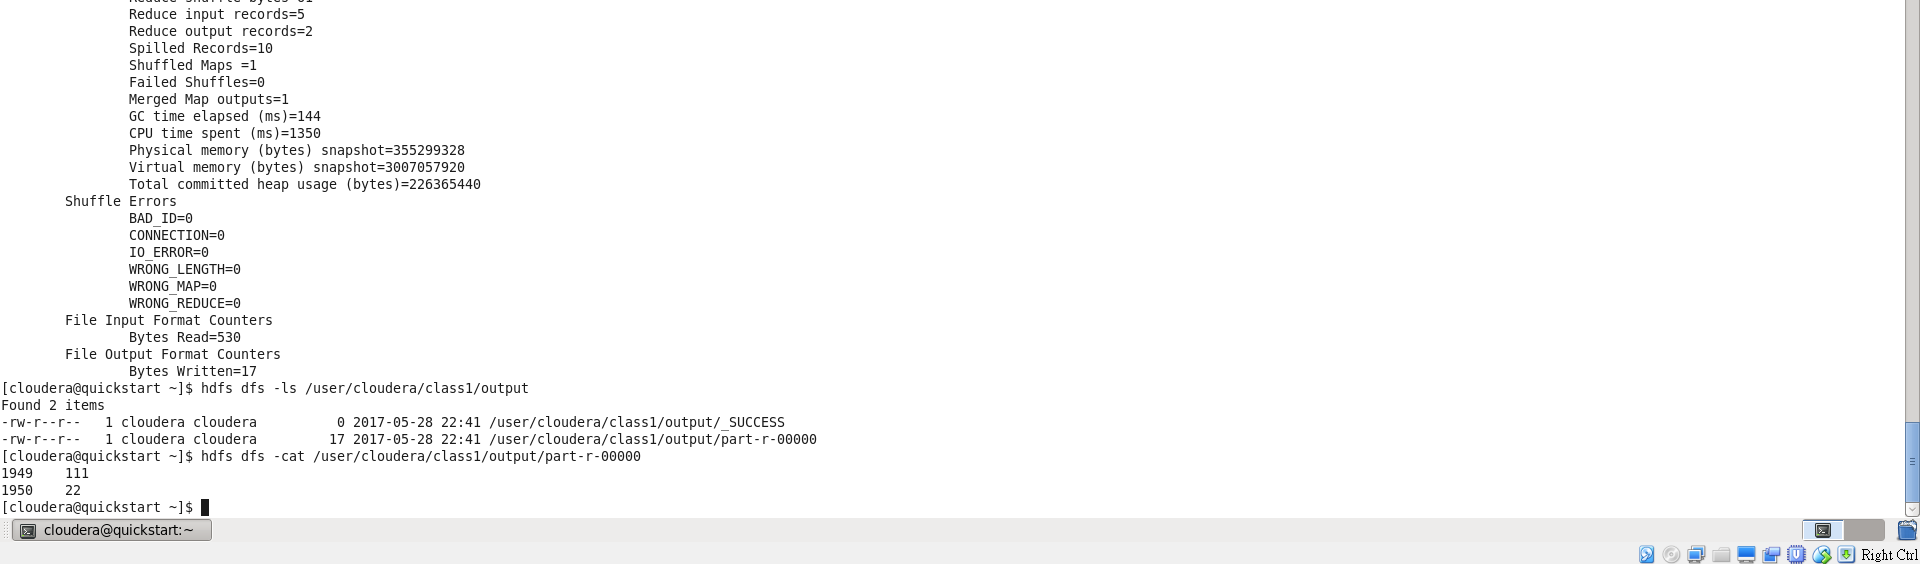 Reduce shuffle bytes=61
Reduce input records=5
Reduce output records=2
Spilled Records=10
Shuffled Maps =1
Failed Shuffles=0
Merged Map outputs=1
GC time elapsed (ms)=144
CPU time spent (ms)=1350
Physical memory (bytes) snapshot=355299328
Virtual memory (bytes) snapshot=3007057920
Total committed heap usage (bytes)=226365440
Shuffle Errors
BAD_ID=0
CONNECTION=0
IO_ERROR=0
WRONG_LENGTH=0
WRONG_MAP=0
WRONG_REDUCE=0
File Input Format Counters
Bytes Read=530
File Output Format Counters
Bytes Written=17
[cloudera@quickstart ~]$ hdfs dfs -ls /user/cloudera/class1/output
Found 2 items
-rw-r--r--   1 cloudera cloudera          0 2017-05-28 22:41 /user/cloudera/class1/output/_SUCCESS
-rw-r--r--   1 cloudera cloudera         17 2017-05-28 22:41 /user/cloudera/class1/output/part-r-00000
[cloudera@quickstart ~]$ hdfs dfs -cat /user/cloudera/class1/output/part-r-00000
1949    111
1950    22
[cloudera@quickstart ~]$
cloudera@quickstart:~
Right Ctrl